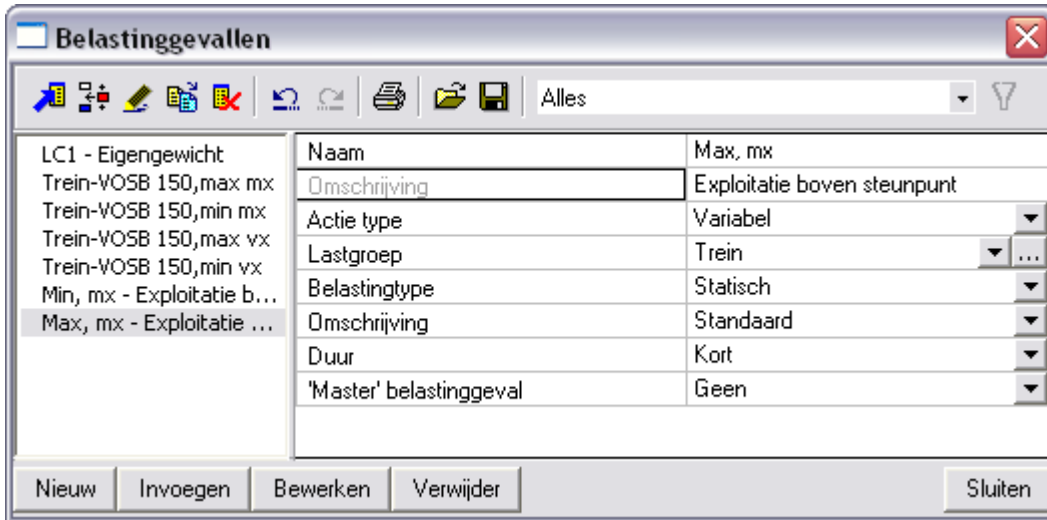 Belastinggevallen
Alles
LC1 - Eigengewicht
Trein-VOSB 150,max mx
Trein-VOSB 150,min mx
Trein-VOSB 150,max vx
Trein-VOSB 150,min vx
Min, mx - Exploitatie b...
Max, mx - Exploitatie ...
Naam Max, mx
Omschrijving Exploitatie boven steunpunt
Actie type Variabel
Lastgroep Trein ...
Belastingtype Statisch
Omschrijving Standaard
Duur Kort
'Master' belastinggeval Geen
Nieuw Invoegen Bewerken Verwijder Sluiten